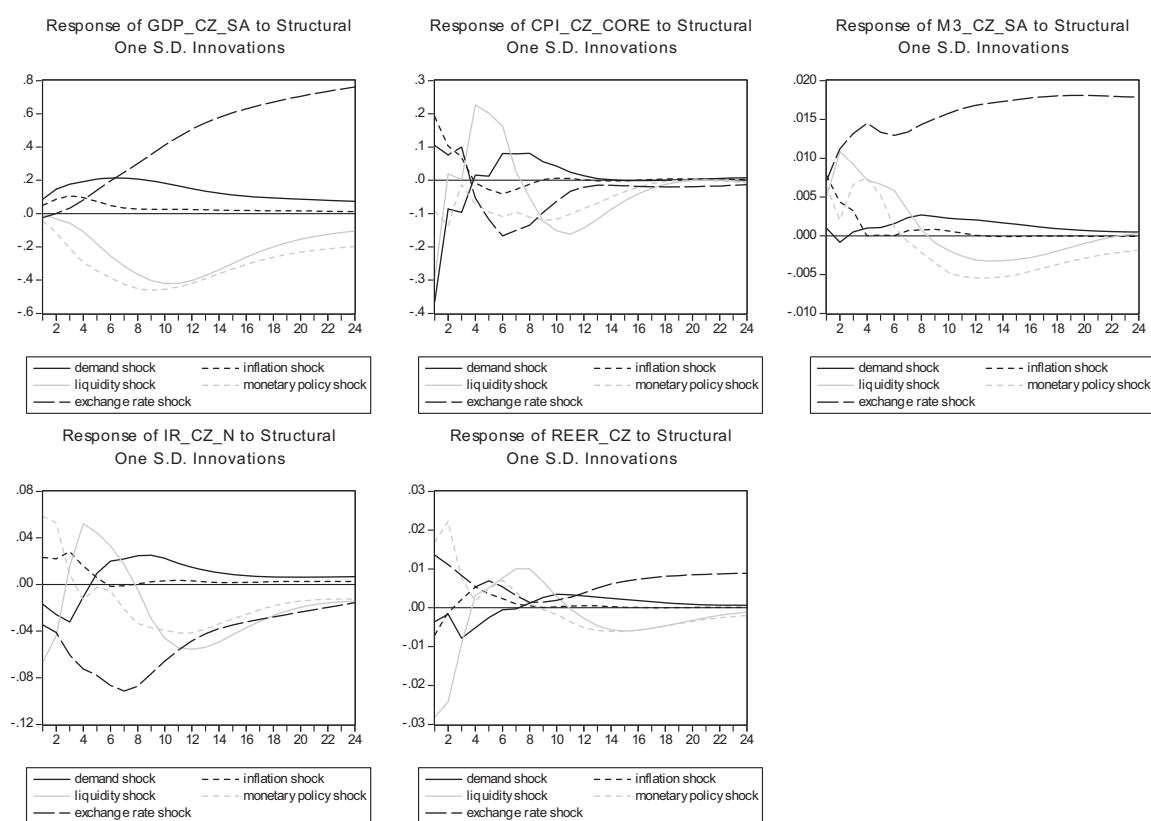 Response of GDP_CZ_SA to Structural
One S.D. Innovations
.8
.6
.4
.2
.0
-.2
-.4
-.6
2 4 6 8 10 12 14 16 18 20 22 24
demand shock
inflation shock
liquidity shock
monetary policy shock
exchange rate shock
Response of CPI_CZ_CORE to Structural
One S.D. Innovations
.3
.2
.1
.0
-.1
-.2
-.3
-.4
2 4 6 8 10 12 14 16 18 20 22 24
demand shock
inflation shock
liquidity shock
monetary policy shock
exchange rate shock
Response of M3_CZ_SA to Structural
One S.D. Innovations
.020
.015
.010
.005
.000
-.005
-.010
2 4 6 8 10 12 14 16 18 20 22 24
demand shock
inflation shock
liquidity shock
monetary policy shock
exchange rate shock
Response of IR_CZ_N to Structural
One S.D. Innovations
.08
.04
.00
-.04
-.08
-.12
2 4 6 8 10 12 14 16 18 20 22 24
demand shock
inflation shock
liquidity shock
monetary policy shock
exchange rate shock
Response of REER_CZ to Structural
One S.D. Innovations
.03
.02
.01
.00
-.01
-.02
-.03
2 4 6 8 10 12 14 16 18 20 22 24
demand shock
inflation shock
liquidity shock
monetary policy shock
exchange rate shock